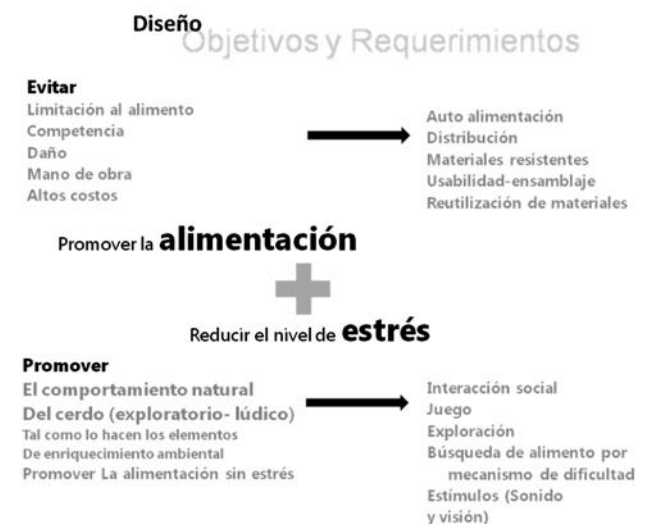 Diseño
Objetivos y Requerimientos
Evitar
Limitación al alimento
Competencia
Daño
Mano de obra
Altos costos
Auto alimentación
Distribución
Materiales resistentes
Usabilidad-ensamblaje
Reutilización de materiales
Promover la alimentación
Reducir el nivel de estrés
Promover
El comportamiento natural
Del cerdo (exploratorio- lúdico)
Tal como lo hacen los elementos
De enriquecimiento ambiental
Promover La alimentación sin estrés
Interacción social
Juego
Exploración
Búsqueda de alimento por
mecanismo de dificultad
Estímulos (Sonido
y visión)